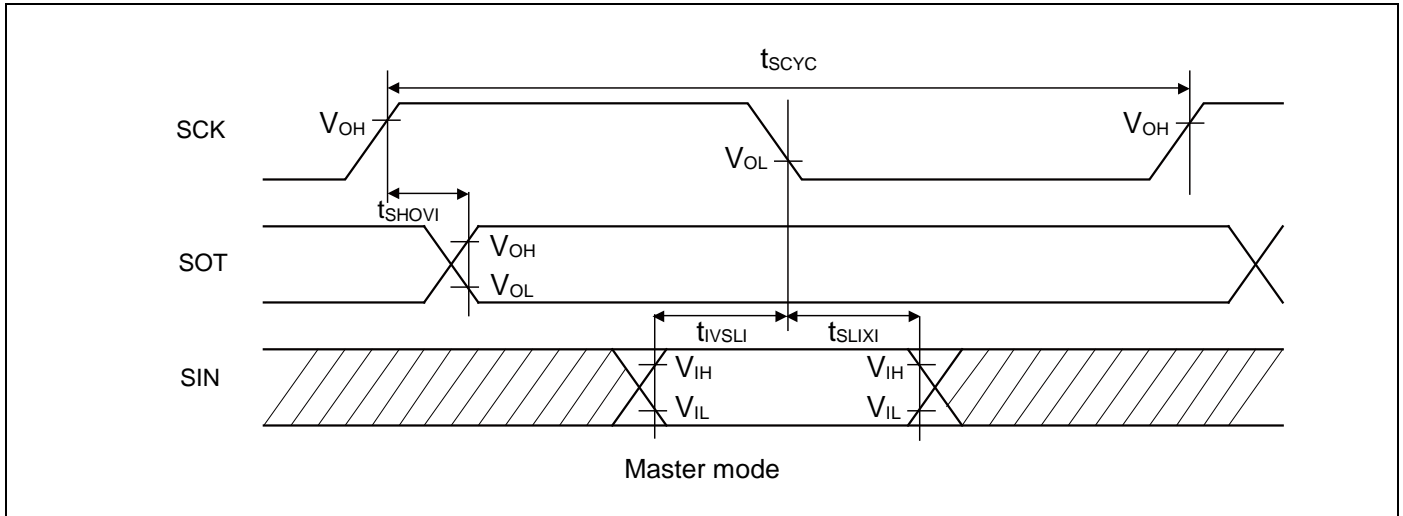 tSCYC
SCK
VOH
VOL
VOH
tSHOVI
SOT
VOH
VOL
tIVSLI
tSLIXI
SIN
VIH
VIH
VIL
VIL
Master mode